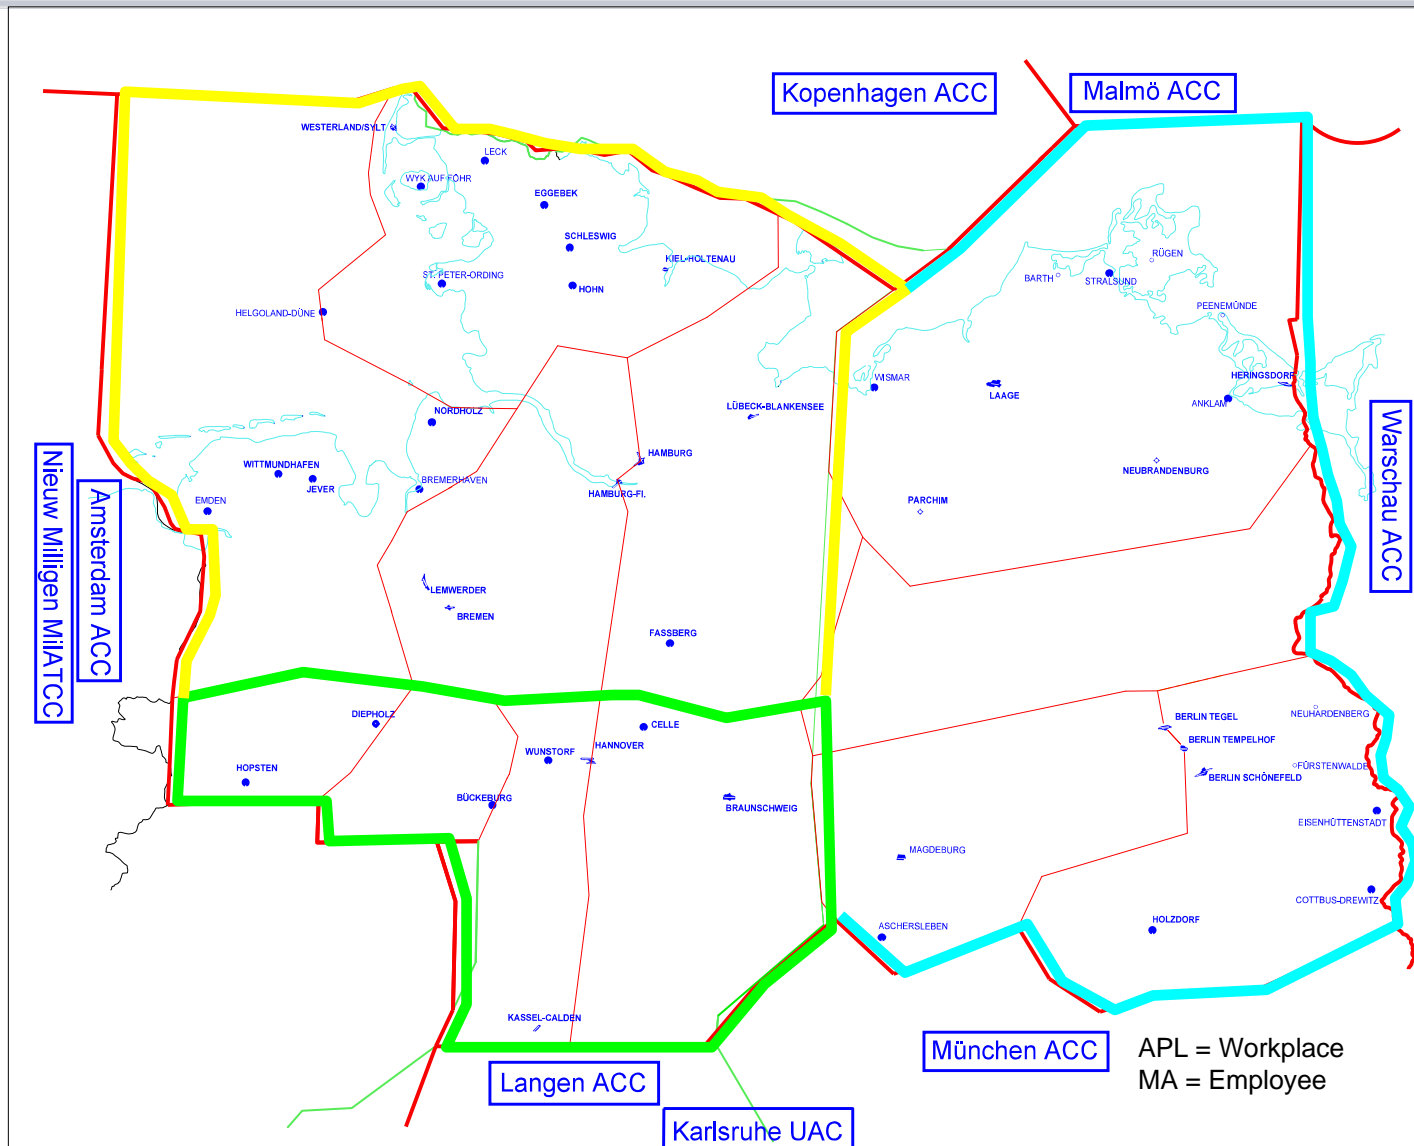 Kopenhagen ACC
Malmö ACC
WESTERLAND/SYLT
LECK
WYK AUF FÖHR
EGGEBEK
SCHLESWIG
KIEL-HOLTENAU
ST. PETER-ORDING
HOHN
HELGOLAND-DÜNE
RÜGEN
BARTH
STRALSUND
PEENEMÜNDE
WISMAR
LAAGE
HERINGSDORF
ANKLAM
LÜBECK-BLANKENSEE
NORDHOLZ
HAMBURG
NEUBRANDENBURG
WITTMUNDHAFEN
JEVER
BREMERHAVEN
HAMBURG-FI.
EMDEN
PARCHIM
Warschau ACC
Nieuw Milligen MilATCC
Amsterdam ACC
LEMWERDER
BREMEN
FASSBERG
DIEPHOLZ
CELLE
BERLIN TEGEL
NEUHARDENBERG
BERLIN TEMPELHOF
WUNSTORF
HANNOVER
HOPSTEN
FÜRSTENWALDE
BERLIN SCHÖNEFELD
BÜCKEBURG
BRAUNSCHWEIG
EISENHÜTTENSTADT
MAGDEBURG
COTTBUS-DREWITZ
ASCHERSLEBEN
HOLZDORF
KASSEL-CALDEN
München ACC
APL = Workplace
MA = Employee
Langen ACC
Karlsruhe UAC